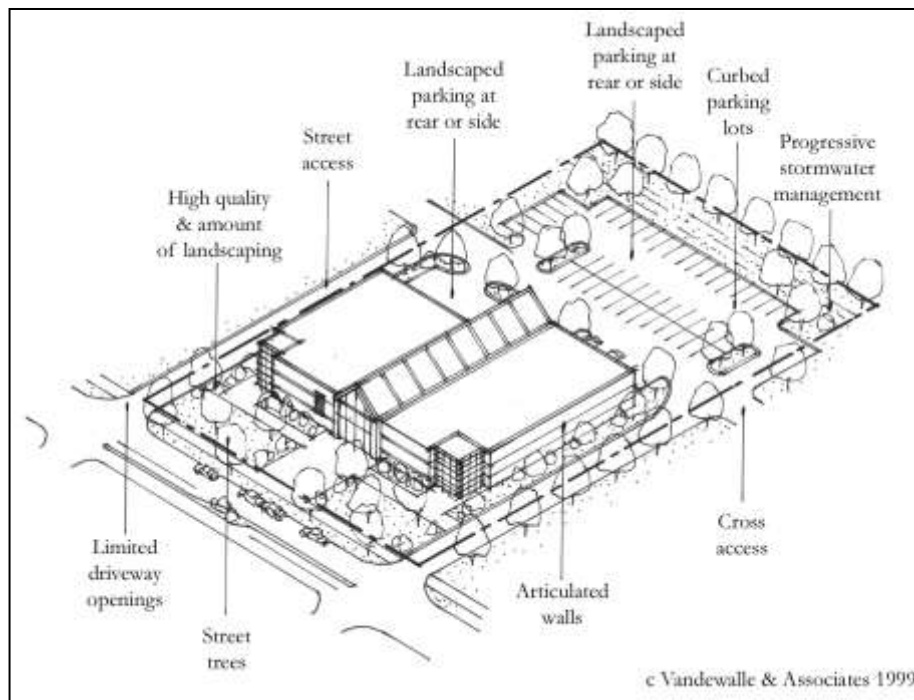 Landscaped
parking at
rear or side
Landscaped
parking at
rear or side
Curbed
parking
lots
Street
access
Progressive
stormwater
management
High quality
& amount
of landscaping
Limited
driveway
openings
Street
trees
Articulated
walls
Cross
access
c Vandewalle & Associates 1999